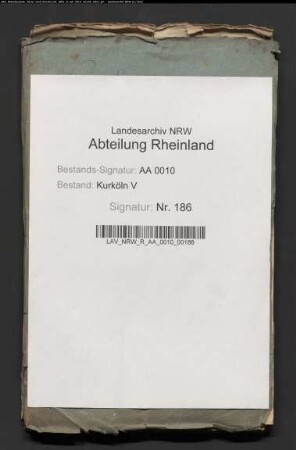 Landesarchiv NRW
Abteilung Rheinland
Bestands-Signatur: AA 0010
Bestand: Kurköln V
Signatur: Nr. 186
LAV_NRW_R_AA_0010_00186